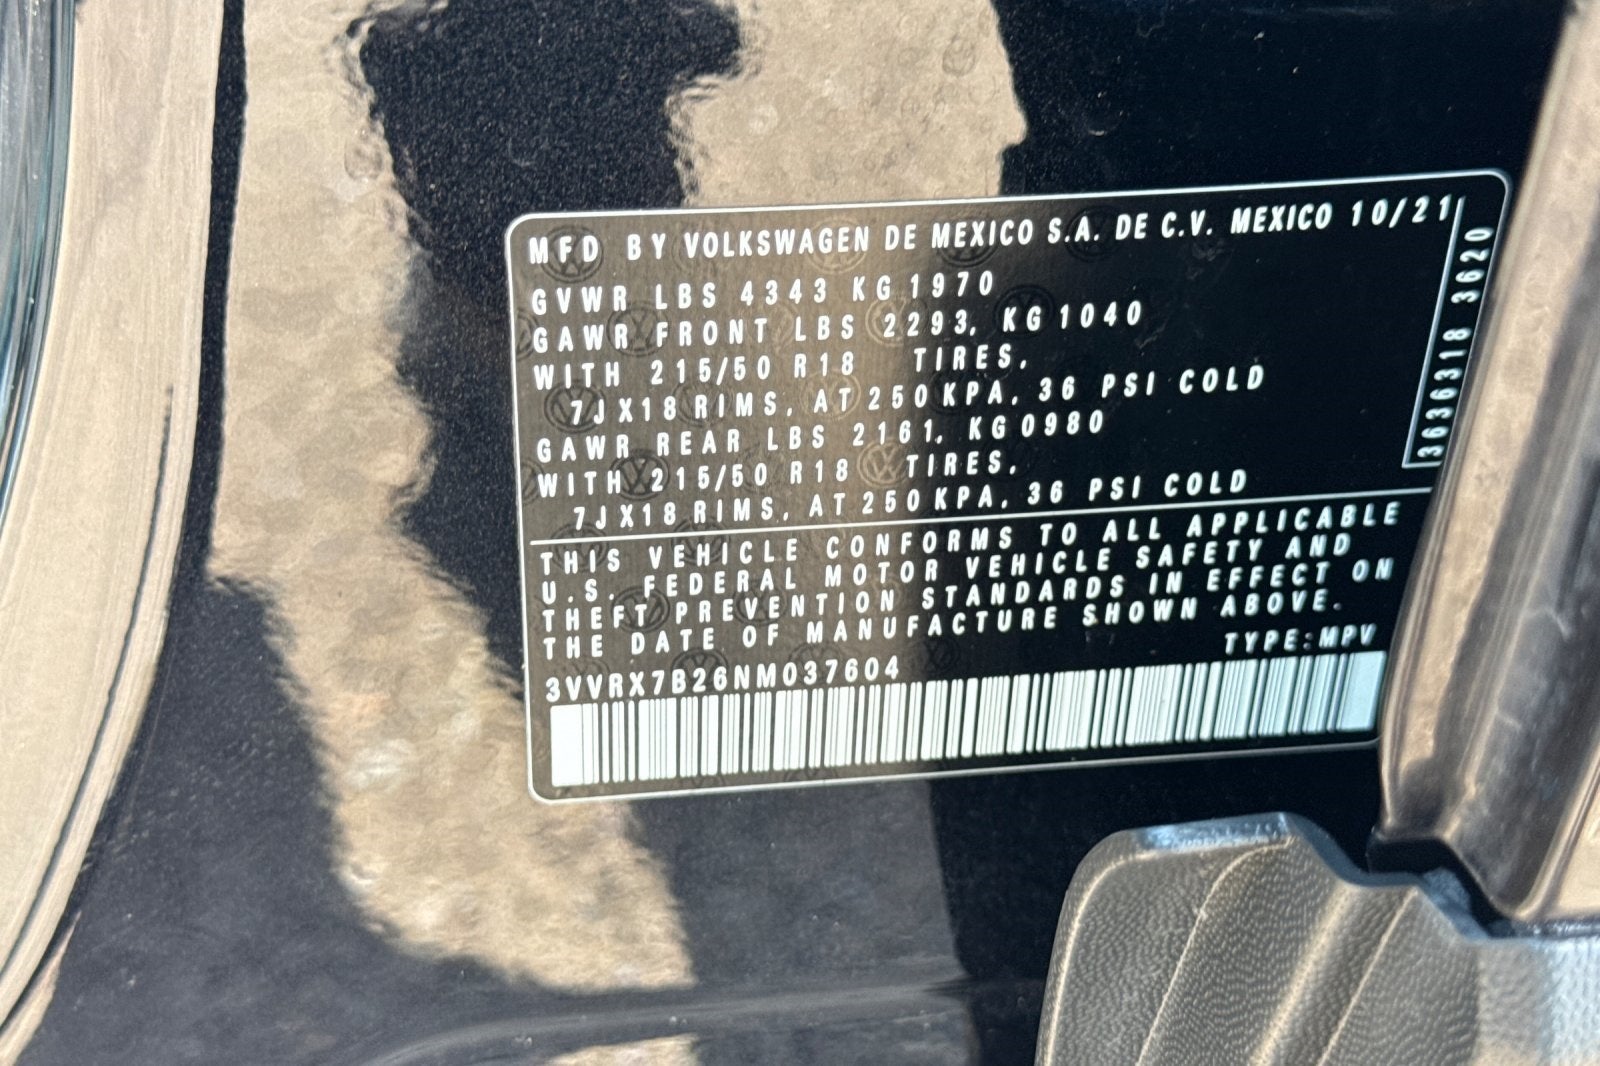 MFD BY VOLKSWAGEN DE MEXICO S.A. DE C.V. MEXICO 10/21
GVWR LBS 4343 KG 1970
GAWR FRONT LBS 2293, KG 1040
WITH 215/50 R18 TIRES,
7JX18 RIMS, AT 250 KPA, 36 PSI COLD
GAWR REAR LBS 2161, KG 0980
WITH 215/50 R18 TIRES,
7JX18 RIMS, AT 250 KPA, 36 PSI COLD
3636318 3620
THIS VEHICLE CONFORMS TO ALL APPLICABLE
U.S. FEDERAL MOTOR VEHICLE SAFETY AND
THEFT PREVENTION STANDARDS IN EFFECT ON
THE DATE OF MANUFACTURE SHOWN ABOVE.
TYPE:MPV
3VVRX7B26NM037604